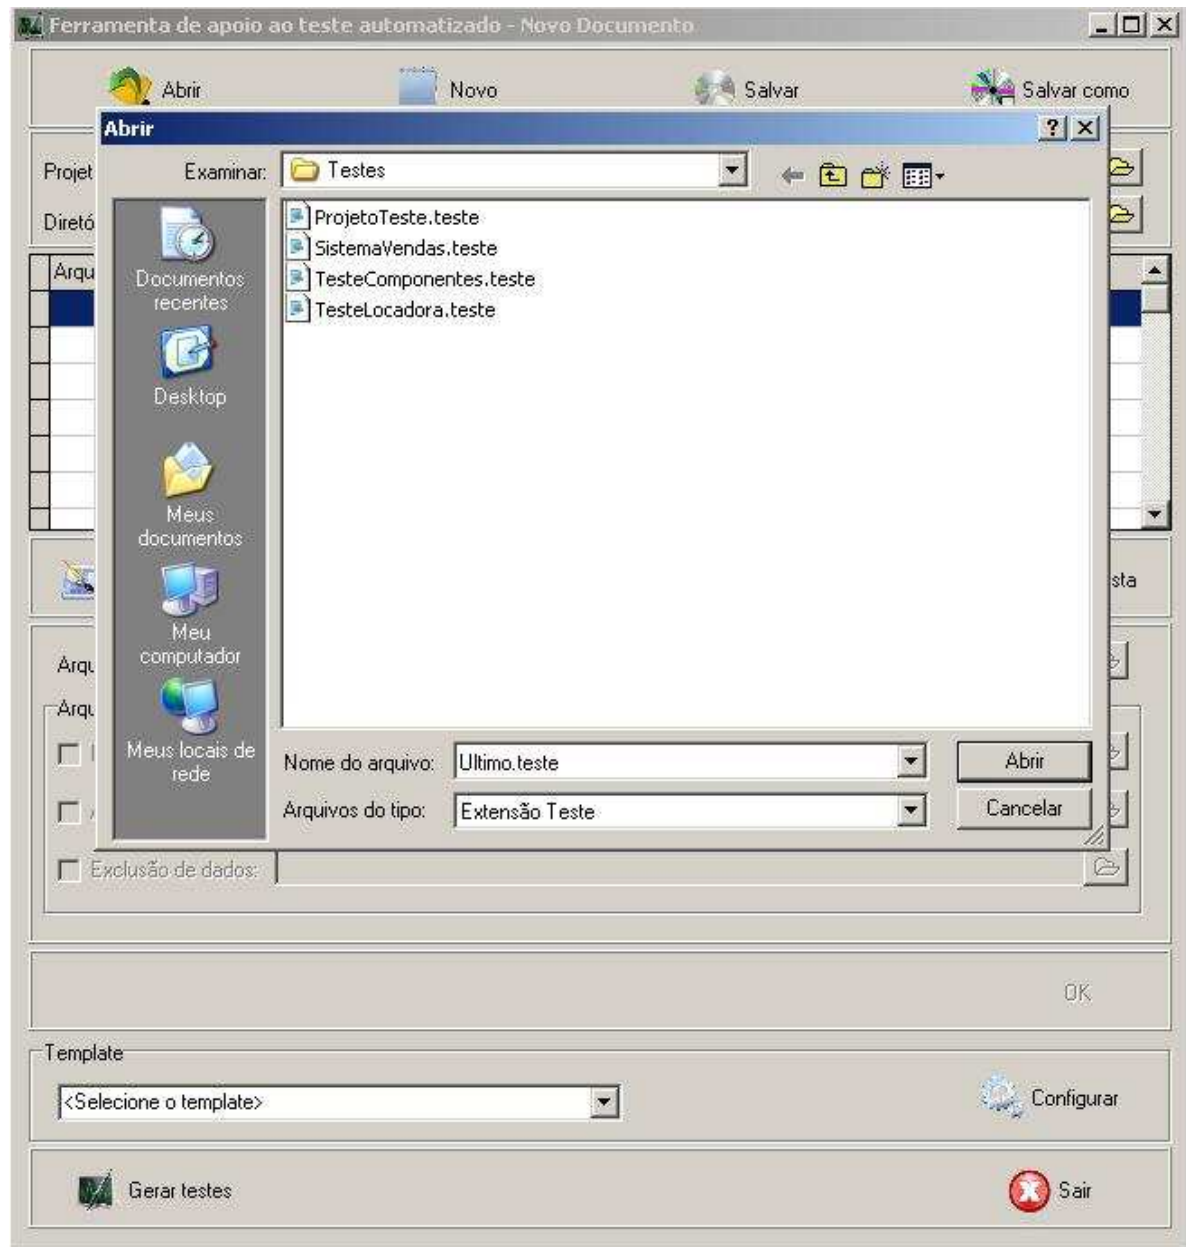 Ferramenta de apoio ao teste automatizado - Novo Documento
Abrir Novo Salvar Salvar como
Abrir
Projet Examinar: Testes
Diretó
Arqu
ProjetoTeste.teste
SistemaVendas.teste
TesteComponentes.teste
TesteLocadora.teste
Documentos
recentes
Desktop
Meus
documentos
Meu
computador
Meus locais de
rede
sta
Arqu
Arqu
Nome do arquivo: Ultimo.teste Abrir
Arquivos do tipo: Extensão Teste Cancelar
Exclusão de dados:
OK
Template
<Selecione o template> Configurar
Gerar testes Sair